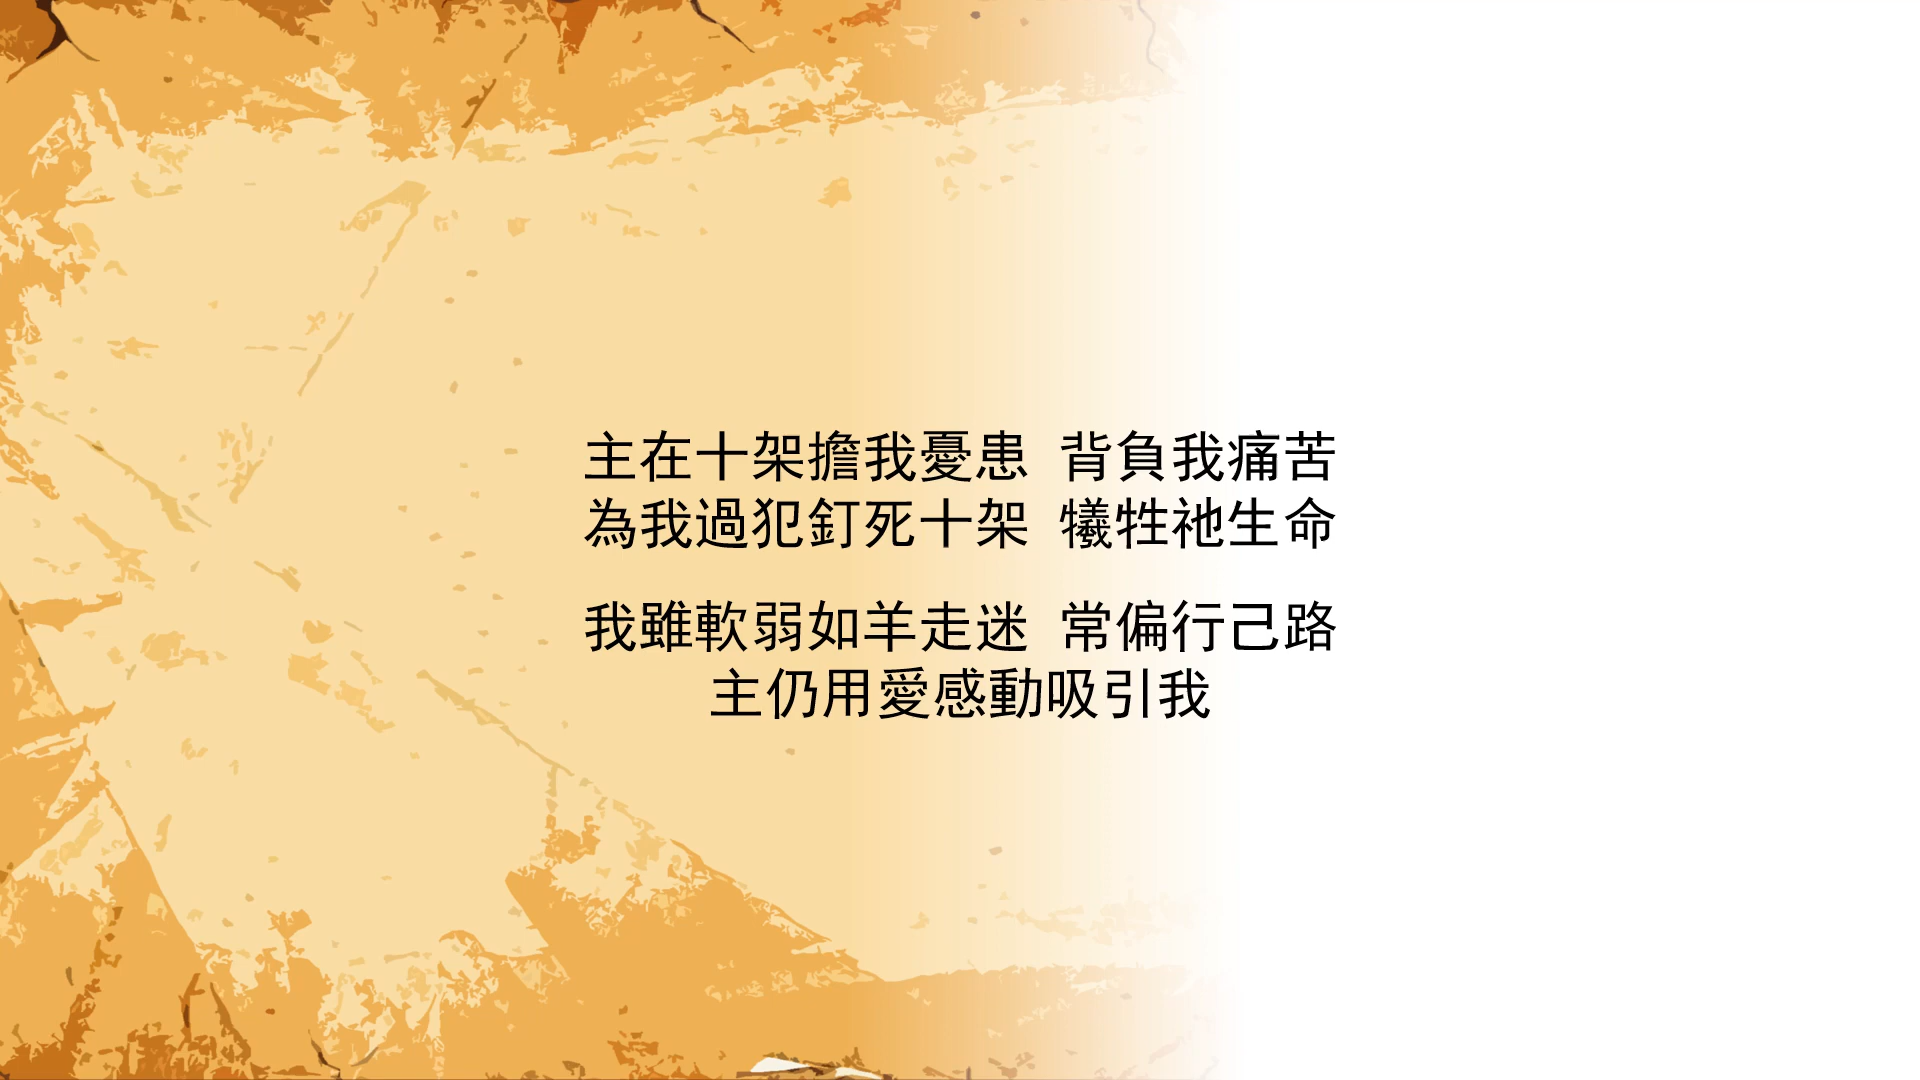 主在十架擔我憂患 背負我痛苦
為我過犯釘死十架 犧牲祂生命
我雖軟弱如羊走迷 常偏行己路
主仍用愛感動吸引我